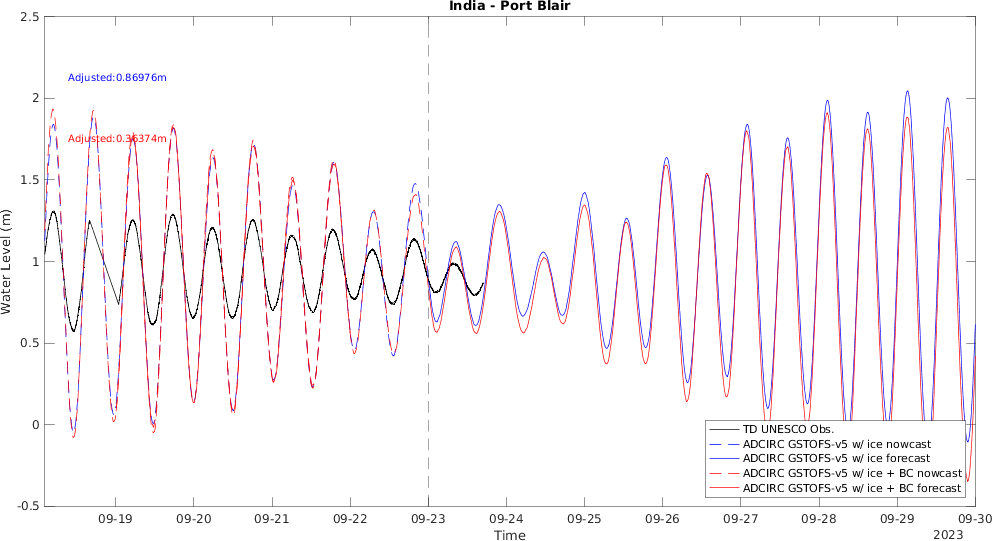 India - Port Blair
2.5
2
1.5
1
0.5
0
-0.5
Water Level (m)
Adjusted:0.86976m
Adjusted:0.36374m
TD UNESCO Obs.
ADCIRC GSTOFS-v5 w/ ice nowcast
ADCIRC GSTOFS-v5 w/ ice forecast
ADCIRC GSTOFS-v5 w/ ice + BC nowcast
ADCIRC GSTOFS-v5 w/ ice + BC forecast
09-19 09-20 09-21 09-22 09-23 09-24 09-25 09-26 09-27 09-28 09-29 09-30
Time
2023